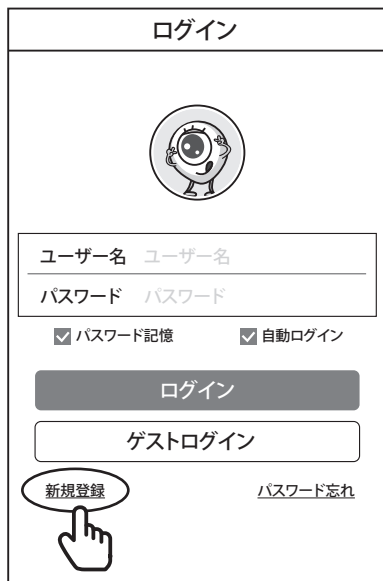 ログイン
ユーザー名 ユーザー名
パスワード パスワード
パスワード記憶 自動ログイン
ログイン
ゲストログイン
新規登録 パスワード忘れ